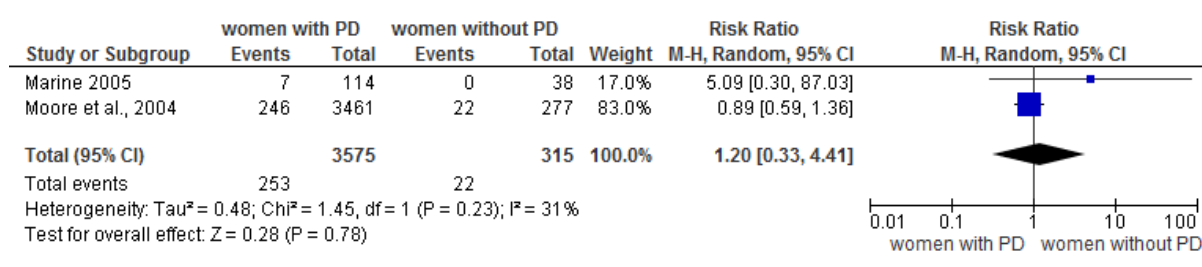 women with PD women without PD Risk Ratio Risk Ratio
Study or Subgroup Events Total Events Total Weight M-H, Random, 95% CI M-H, Random, 95% CI
Marine 2005 7 114 0 38 17.0% 5.09 [0.30, 87.03]
Moore et al., 2004 246 3461 22 277 83.0% 0.89 [0.59, 1.36]
Total (95% CI) 3575 315 100.0% 1.20 [0.33, 4.41]
Total events 253 22
Heterogeneity: Tau² = 0.48; Chi² = 1.45, df = 1 (P = 0.23); I² = 31%
Test for overall effect: Z = 0.28 (P = 0.78)
0.01 0.1 1 10 100
women with PD women without PD